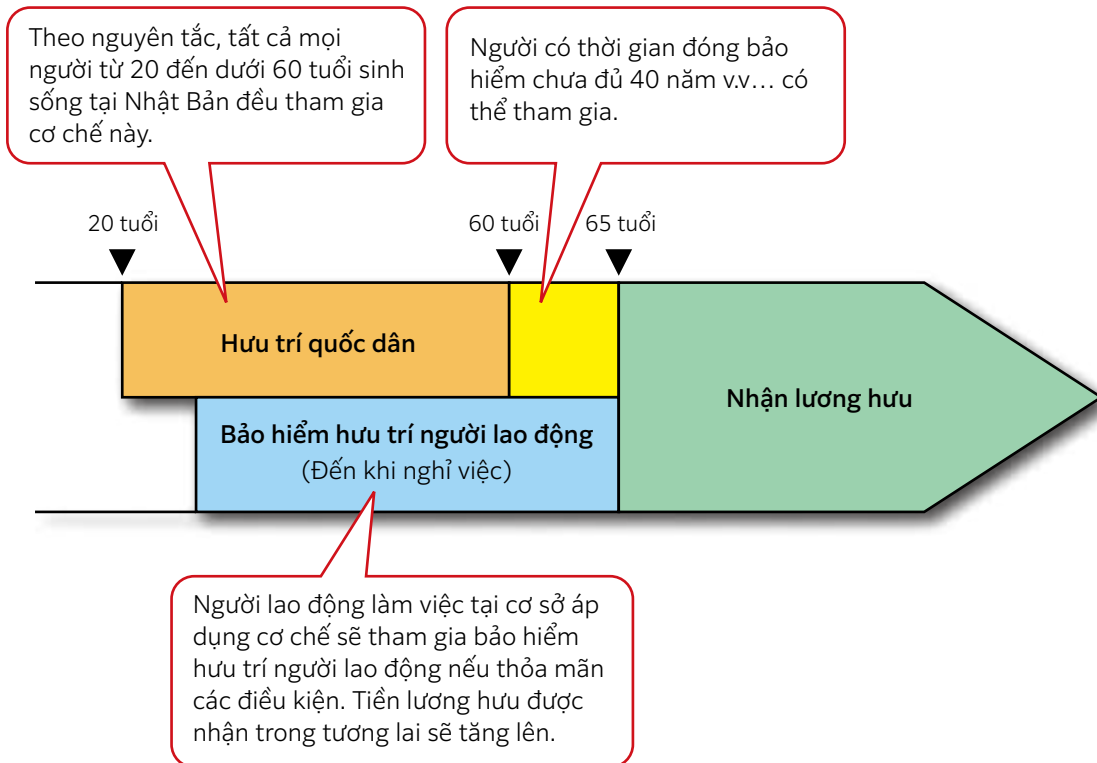 Theo nguyên tắc, tất cả mọi
người từ 20 đến dưới 60 tuổi sinh
sống tại Nhật Bản đều tham gia
cơ chế này.
Người có thời gian đóng bảo
hiểm chưa đủ 40 năm v.v... có
thể tham gia.
20 tuổi
60 tuổi
65 tuổi
Hưu trí quốc dân
Bảo hiểm hưu trí người lao động
(Đến khi nghỉ việc)
Nhận lương hưu
Người lao động làm việc tại cơ sở áp
dụng cơ chế sẽ tham gia bảo hiểm
hưu trí người lao động nếu thỏa mãn
các điều kiện. Tiền lương hưu được
nhận trong tương lai sẽ tăng lên.